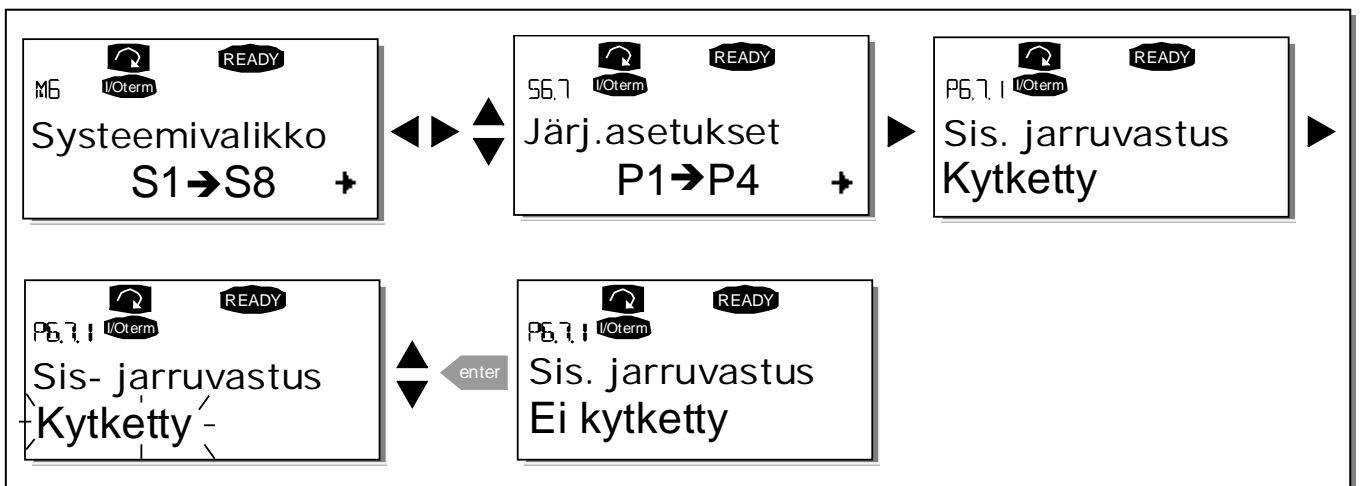 READY
M6 I/Oterm
Systeemivalikko
S1➔S8
READY
S6.7 I/Oterm
Järj.asetukset
P1➔P4
READY
P6.7.1 I/Oterm
Sis. jarruvastus
Kytketty
READY
P6.7.1 I/Oterm
Sis- jarruvastus
Kytketty
enter
READY
P6.7.1 I/Oterm
Sis. jarruvastus
Ei kytketty